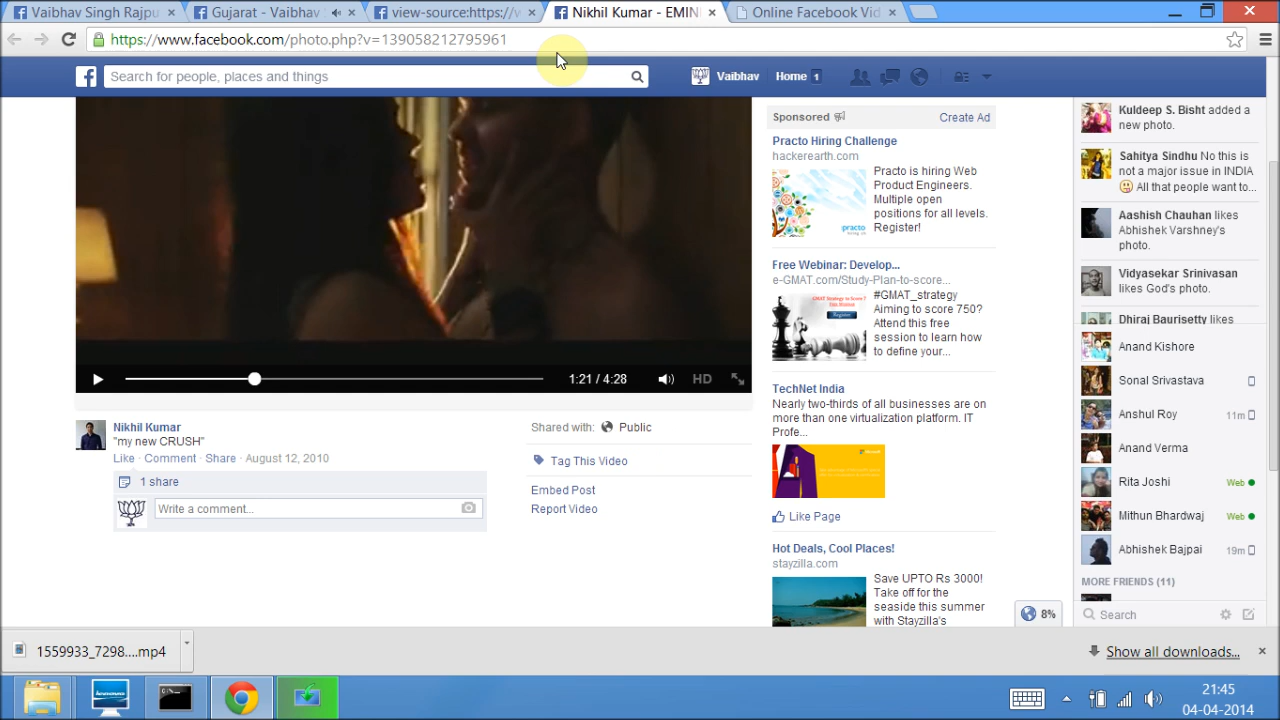 Vaibhav Singh Rajpu
Gujarat - Vaibhav
view-source:https://w
Nikhil Kumar - EMIN
Online Facebook Vid
https://www.facebook.com/photo.php?v=139058212795961
Search for people, places and things
Vaibhav
Home 1
Nikhil Kumar
"my new CRUSH"
Like · Comment · Share · August 12, 2010
1 share
Write a comment...
1:21 / 4:28
HD
Shared with: Public
Tag This Video
Embed Post
Report Video
Sponsored
Create Ad
Practo Hiring Challenge
hackerearth.com
Practo is hiring Web
Product Engineers.
Multiple open
positions for all levels.
Register!
practo
Free Webinar: Develop...
e-GMAT.com/Study-Plan-to-score...
#GMAT_strategy
Aiming to score 750?
Attend this free
session to learn how
to define your...
Register
TechNet India
Nearly two-thirds of all businesses are on
more than one virtualization platform. IT
Profe...
Like Page
Hot Deals, Cool Places!
stayzilla.com
Save UPTO Rs 3000!
Take off for the
seaside this summer
with Stayzilla's
Kuldeep S. Bisht added a
new photo.
Sahitya Sindhu No this is
not a major issue in INDIA
All that people want to...
Aashish Chauhan likes
Abhishek Varshney's
photo.
Vidyasekar Srinivasan
likes God's photo.
Dhiraj Baurisetty likes
Anand Kishore
Sonal Srivastava
Anshul Roy 11m
Anand Verma
Rita Joshi Web
Mithun Bhardwaj Web
Abhishek Bajpai 19m
MORE FRIENDS (11)
Search
8%
1559933_7298....mp4
Show all downloads...
21:45
04-04-2014